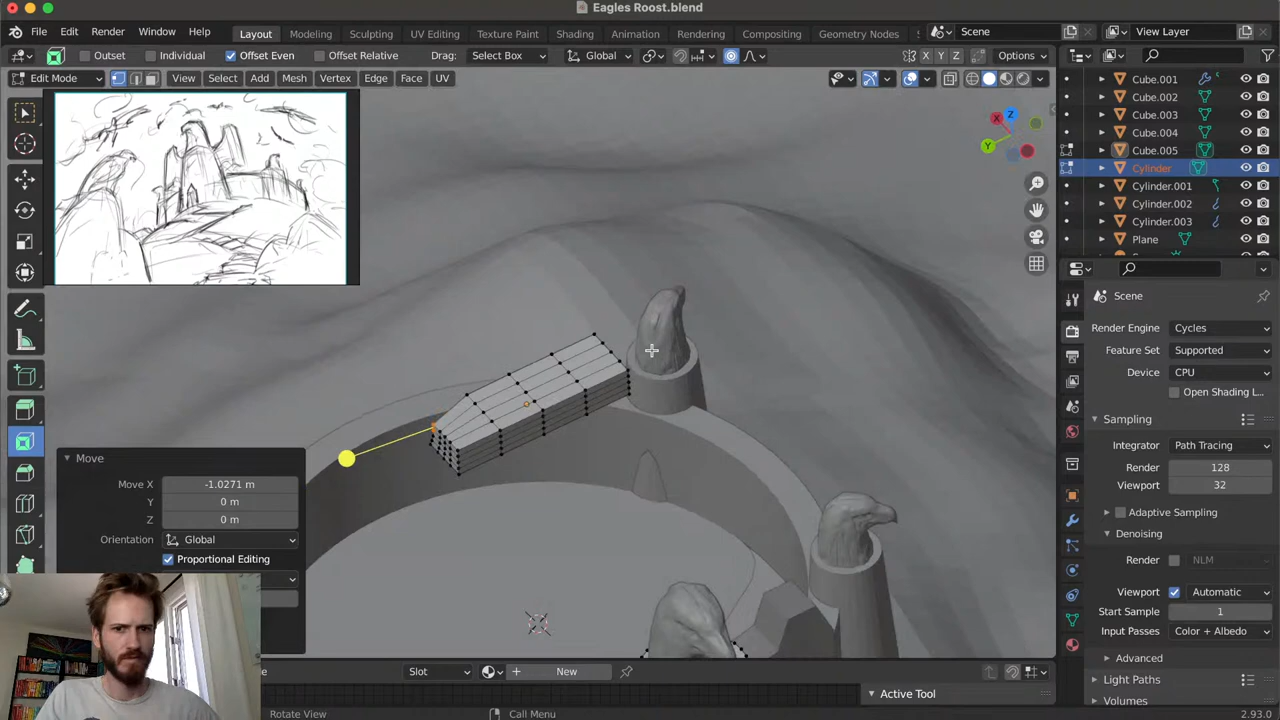 Eagles Roost.blend
File Edit Render Window Help Layout Modeling Sculpting UV Editing Texture Paint Shading Animation Rendering Compositing Geometry Nodes Scene View Layer
Outset Individual Offset Even Offset Relative Drag: Select Box Global X Y Z Options
Edit Mode View Select Add Mesh Vertex Edge Face UV
Cube.001
Cube.002
Cube.003
Cube.004
Cube.005
Cylinder
Cylinder.001
Cylinder.002
Cylinder.003
Plane
X Z
Y
Scene
Render Engine Cycles
Feature Set Supported
Device CPU
Open Shading L...
Sampling
Integrator Path Tracing
Render 128
Viewport 32
Adaptive Sampling
Denoising
Render NLM
Viewport Automatic
Start Sample 1
Input Passes Color + Albedo
Advanced
Light Paths
Volumes
Move
Move X -1.0271 m
Y 0 m
Z 0 m
Orientation Global
Proportional Editing
Slot New
Active Tool
Rotate View Call Menu 2.93.0